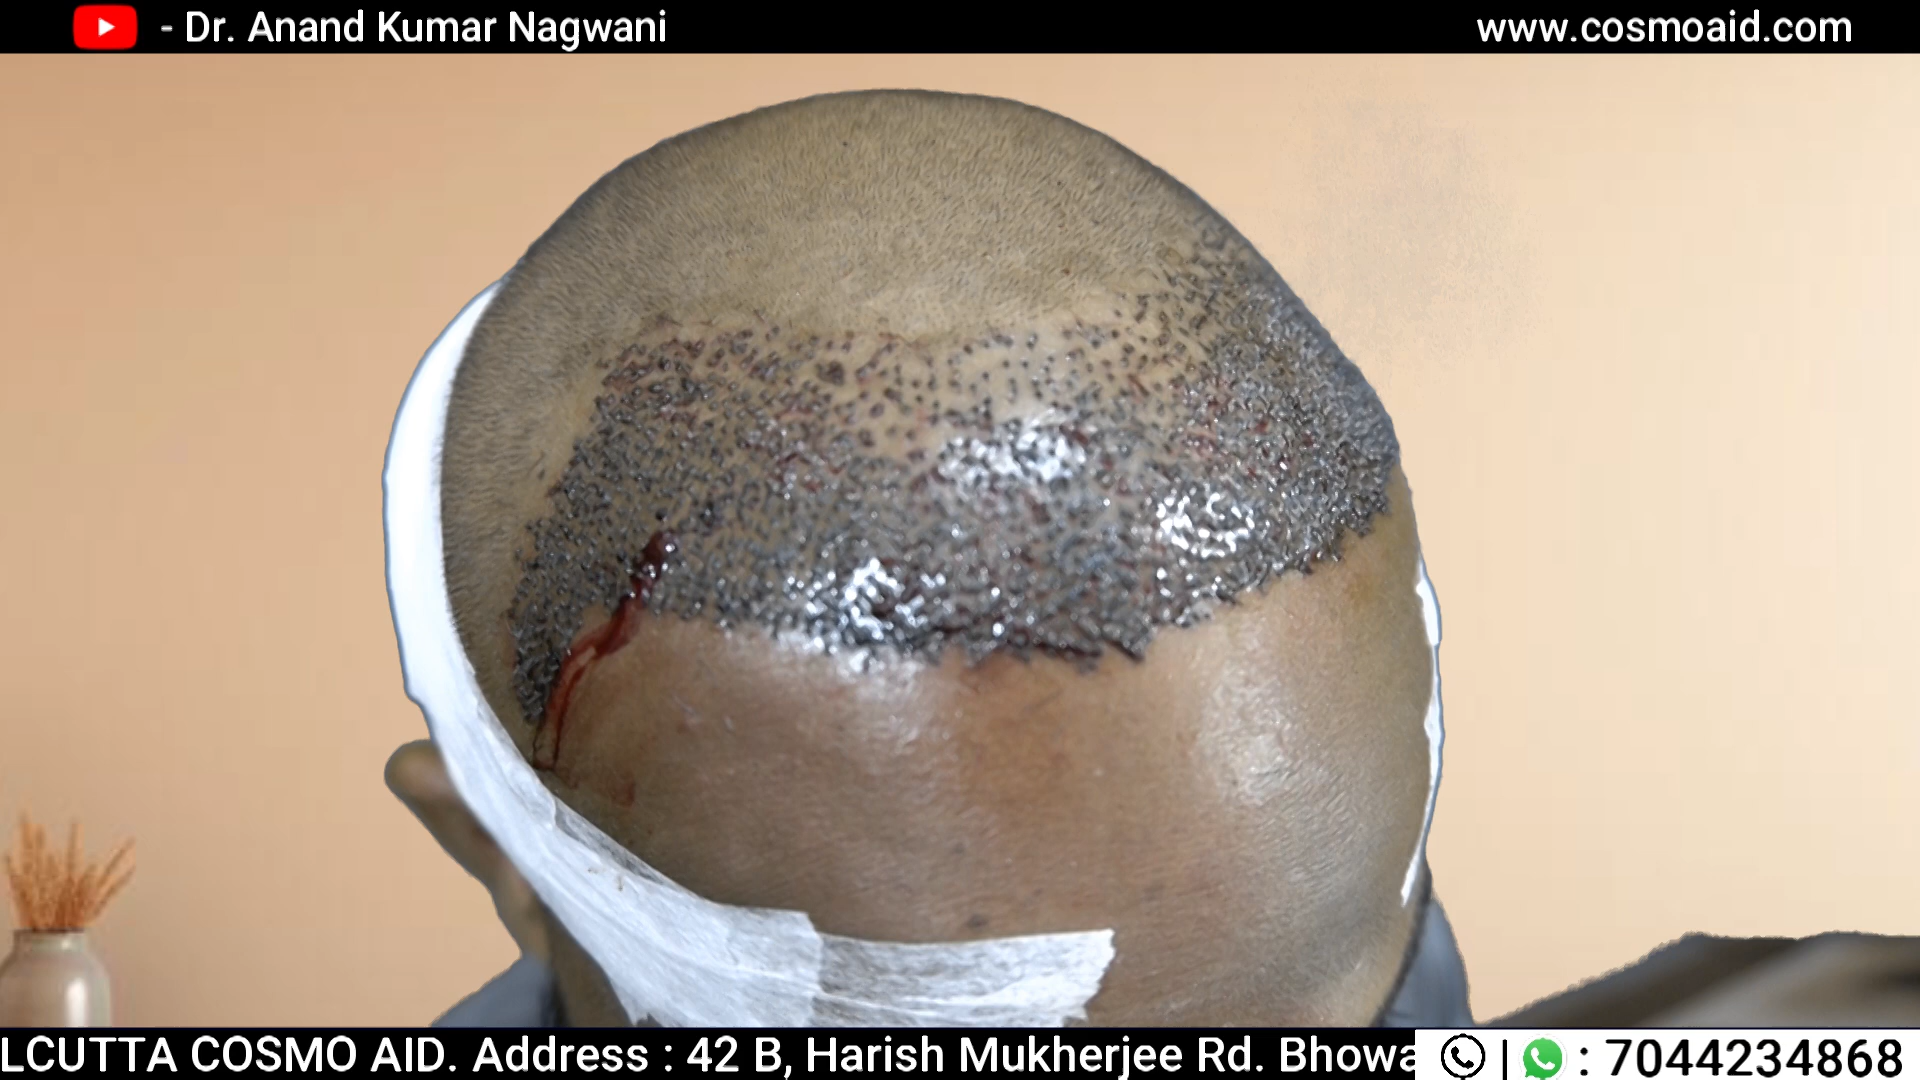 - Dr. Anand Kumar Nagwani
www.cosmoaid.com
LCUTTA COSMO AID. Address : 42 B, Harish Mukherjee Rd. Bhowa
| : 7044234868